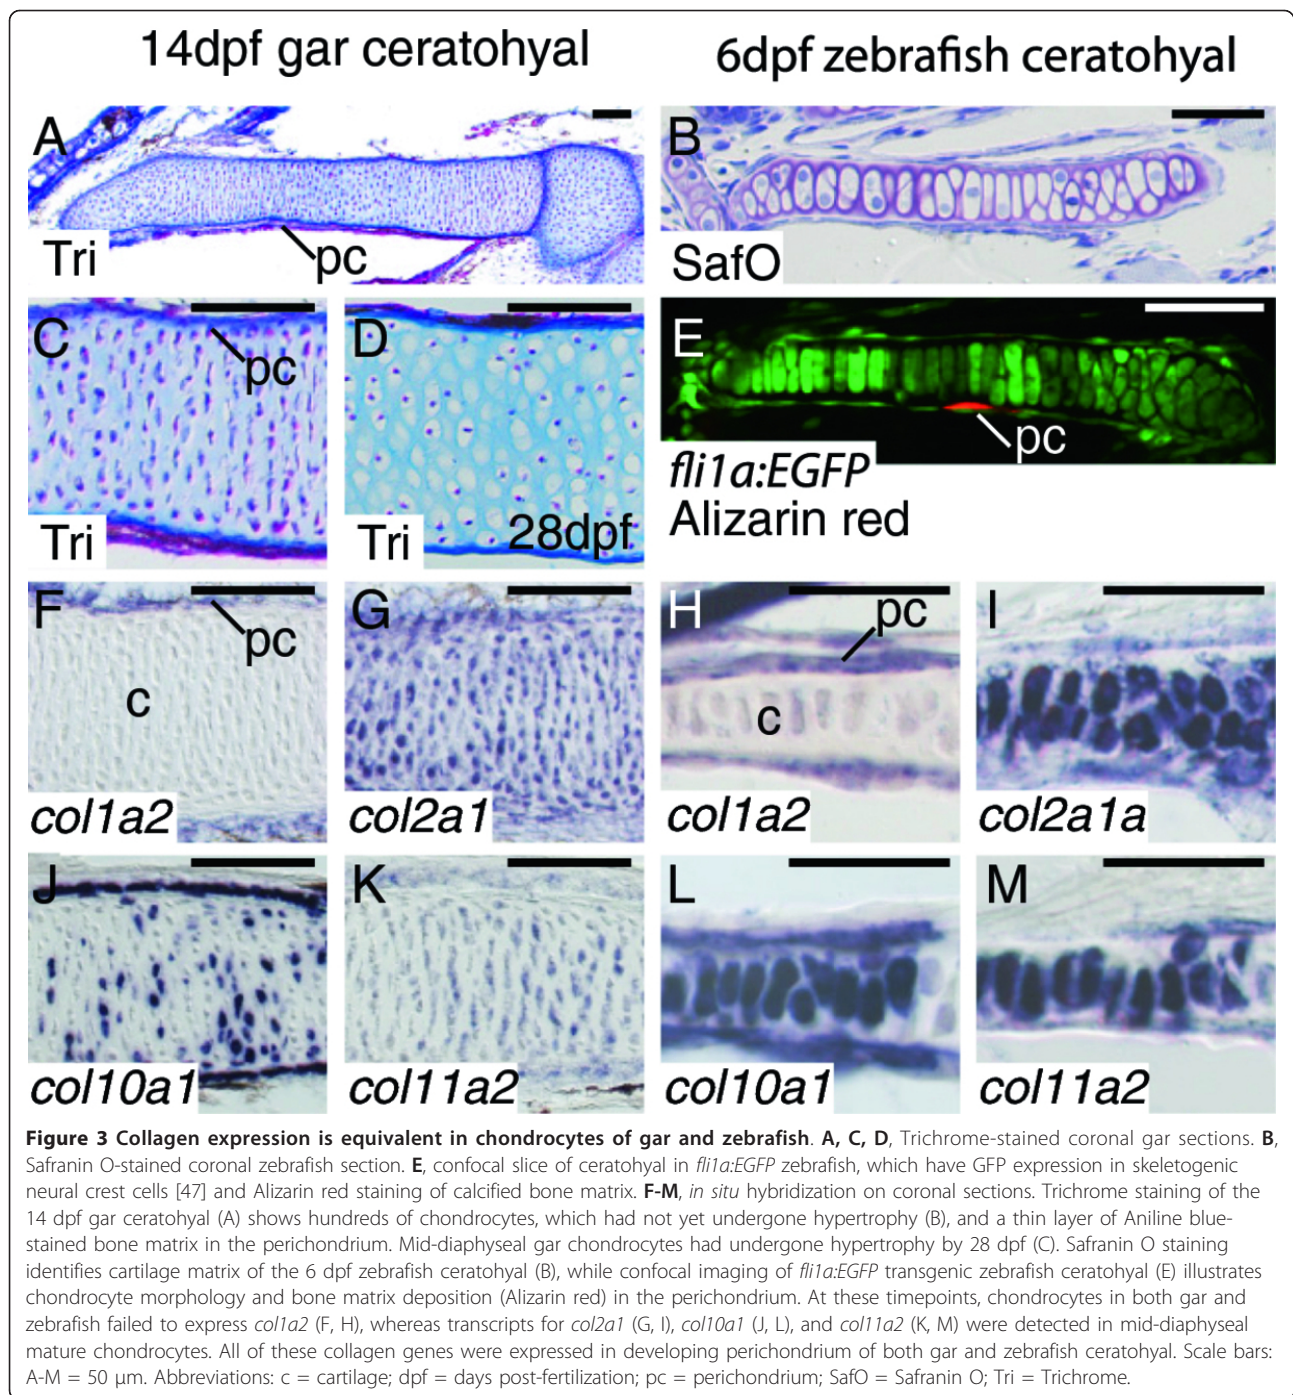 14dpf gar ceratohyal
6dpf zebrafish ceratohyal
A
Tri
pc
B
SafO
C
pc
Tri
D
Tri
28dpf
E
pc
fli1a:EGFP
Alizarin red
F
pc
c
col1a2
G
col2a1
H
pc
c
col1a2
I
col2a1a
J
col10a1
K
col11a2
L
col10a1
M
col11a2
Figure 3 Collagen expression is equivalent in chondrocytes of gar and zebrafish. A, C, D, Trichrome-stained coronal gar sections. B,
Safranin O-stained coronal zebrafish section. E, confocal slice of ceratohyal in fli1a:EGFP zebrafish, which have GFP expression in skeletogenic
neural crest cells [47] and Alizarin red staining of calcified bone matrix. F-M, in situ hybridization on coronal sections. Trichrome staining of the
14 dpf gar ceratohyal (A) shows hundreds of chondrocytes, which had not yet undergone hypertrophy (B), and a thin layer of Aniline blue-
stained bone matrix in the perichondrium. Mid-diaphyseal gar chondrocytes had undergone hypertrophy by 28 dpf (C). Safranin O staining
identifies cartilage matrix of the 6 dpf zebrafish ceratohyal (B), while confocal imaging of fli1a:EGFP transgenic zebrafish ceratohyal (E) illustrates
chondrocyte morphology and bone matrix deposition (Alizarin red) in the perichondrium. At these timepoints, chondrocytes in both gar and
zebrafish failed to express col1a2 (F, H), whereas transcripts for col2a1 (G, I), col10a1 (J, L), and col11a2 (K, M) were detected in mid-diaphyseal
mature chondrocytes. All of these collagen genes were expressed in developing perichondrium of both gar and zebrafish ceratohyal. Scale bars:
A-M = 50 μm. Abbreviations: c = cartilage; dpf = days post-fertilization; pc = perichondrium; SafO = Safranin O; Tri = Trichrome.